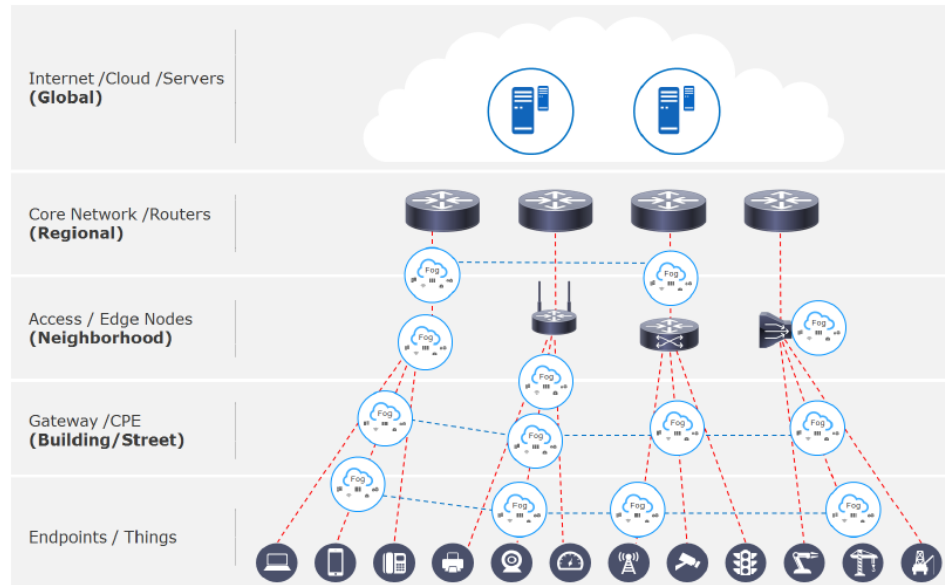 Internet /Cloud /Servers
(Global)
Core Network /Routers
(Regional)
Fog
Fog
Access / Edge Nodes
(Neighborhood)
Fog
Fog
Fog
Gateway /CPE
(Building/Street)
Fog
Fog
Fog
Fog
Endpoints / Things
Fog
Fog
Fog
Fog